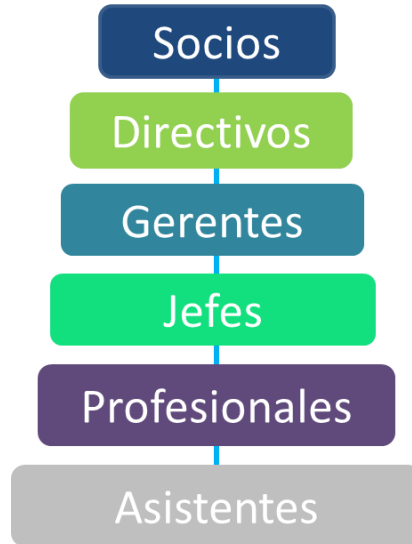 Socios
Directivos
Gerentes
Jefes
Profesionales
Asistentes